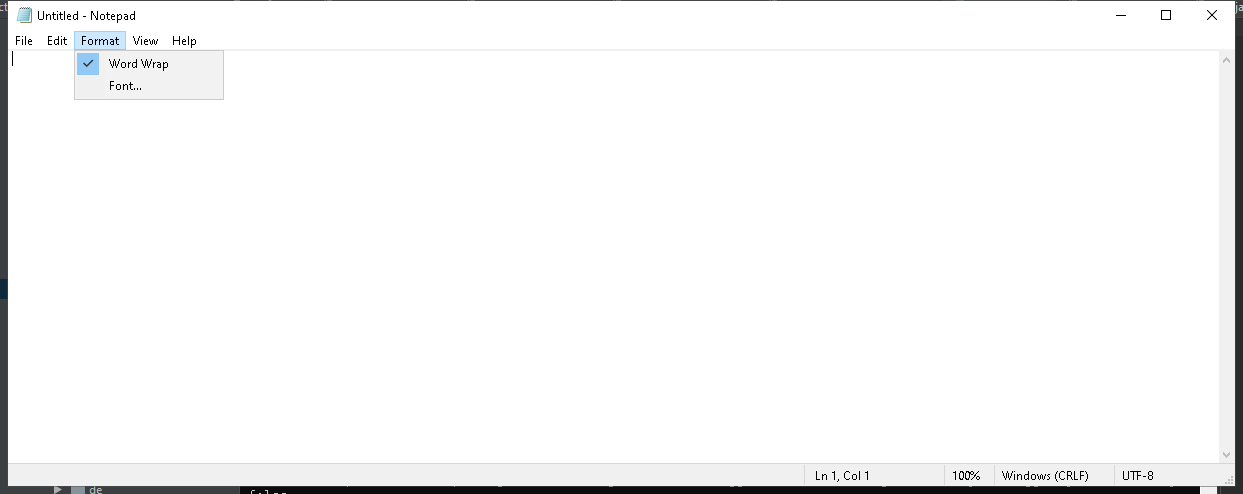 Untitled - Notepad
File Edit Format View Help
Word Wrap
Font...
Ln 1, Col 1 100% Windows (CRLF) UTF-8
de